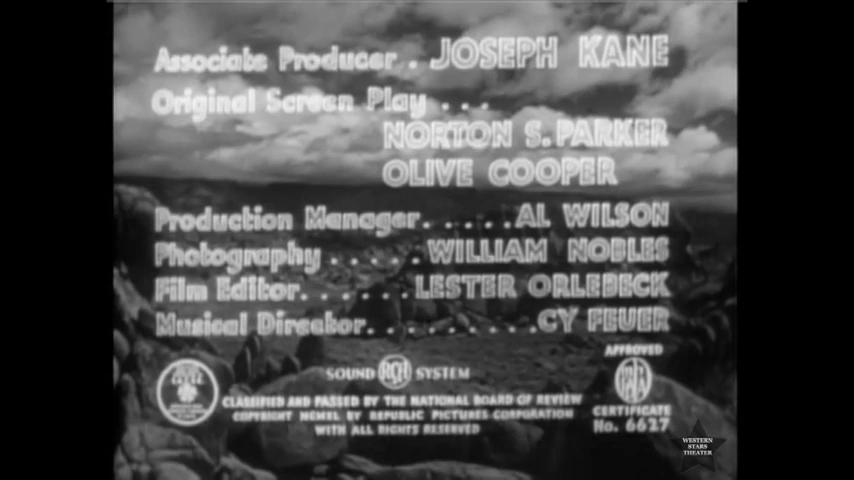 Associate Producer . JOSEPH KANE
Original Screen Play . . .
NORTON S. PARKER
OLIVE COOPER
Production Manager. . . . . AL WILSON
Photography . . . . . . WILLIAM NOBLES
Film Editor. . . . . . LESTER ORLEBECK
Musical Director. . . . . . . . . . CY FEUER
APPROVED
SOUND RCA SYSTEM
CLASSIFIED AND PASSED BY THE NATIONAL BOARD OF REVIEW
COPYRIGHT MCMXL BY REPUBLIC PICTURES CORPORATION
WITH ALL RIGHTS RESERVED
CERTIFICATE
No. 6627
WESTERN
STARS
THEATER